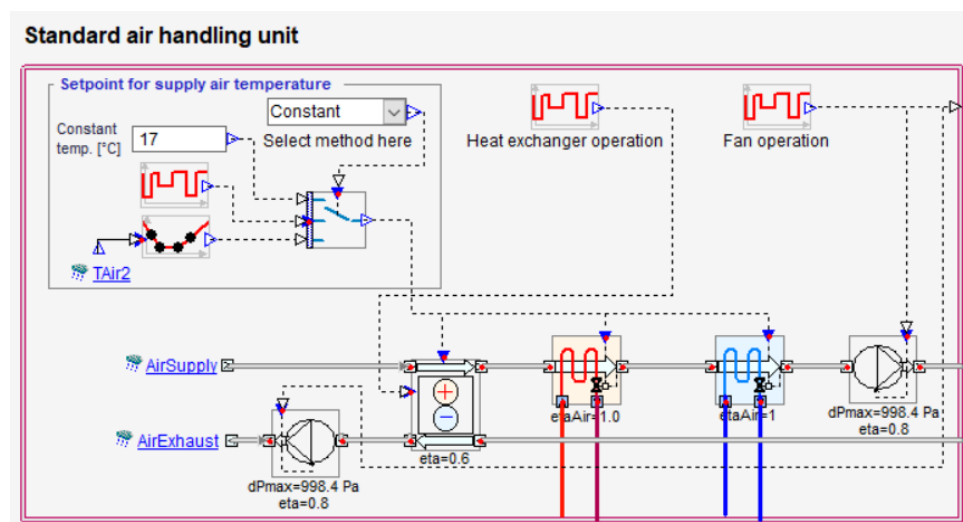 Standard air handling unit
Setpoint for supply air temperature
Constant
Select method here
Constant
temp. [°C]
17
TAir2
Heat exchanger operation
Fan operation
AirSupply
AirExhaust
eta=0.6
etaAir=1.0
etaAir=1
dPmax=998.4 Pa
eta=0.8
dPmax=998.4 Pa
eta=0.8